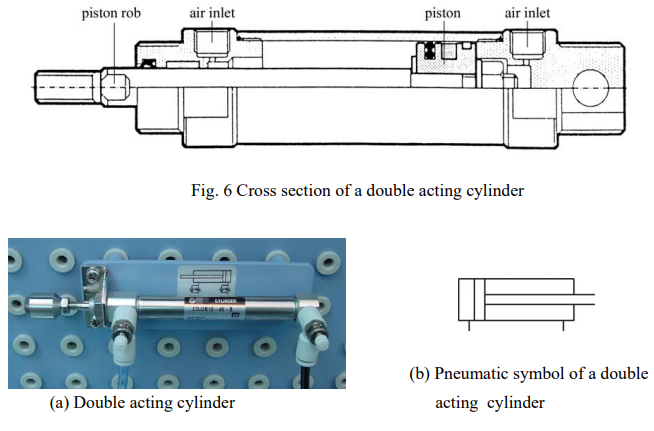 piston rob air inlet piston air inlet
Fig. 6 Cross section of a double acting cylinder
CYLINDER
(a) Double acting cylinder
(b) Pneumatic symbol of a double
acting cylinder